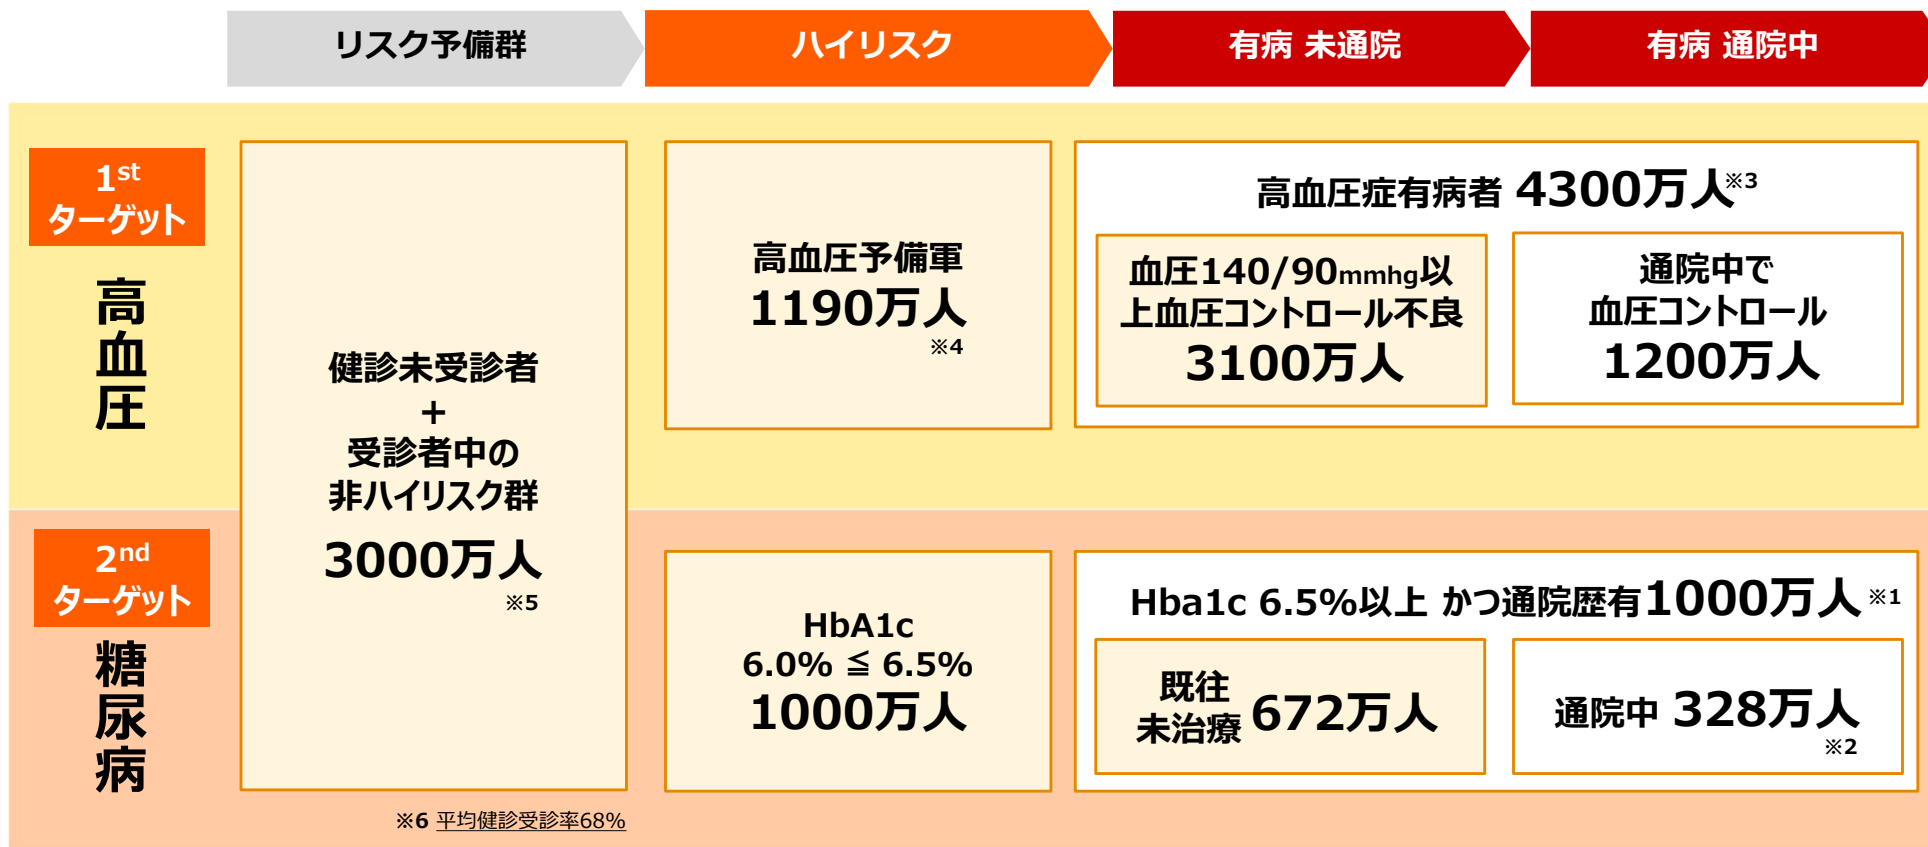 リスク予備群
ハイリスク
有病 未通院
有病 通院中
1st
ターゲット
高血圧
健診未受診者
+
受診者中の
非ハイリスク群
3000万人
※5
高血圧予備軍
1190万人
※4
高血圧症有病者 4300万人※3
血圧140/90mmhg以
上血圧コントロール不良
3100万人
通院中で
血圧コントロール
1200万人
2nd
ターゲット
糖尿病
HbA1c
6.0% ≦ 6.5%
1000万人
Hba1c 6.5%以上 かつ通院歴有1000万人※1
既往
未治療 672万人
通院中 328万人
※2
※6 平均健診受診率68%